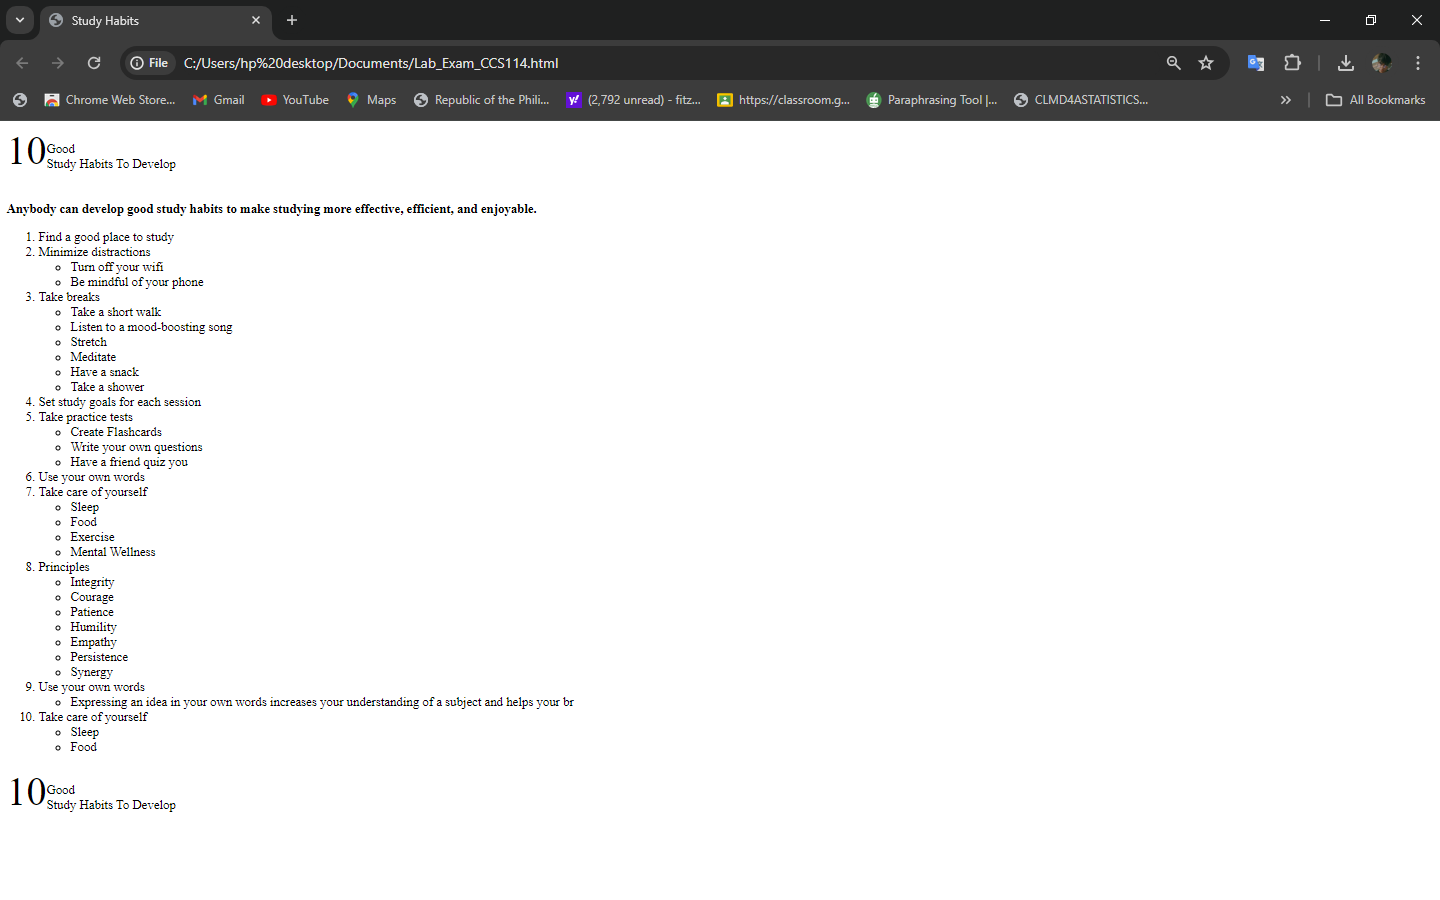 Study Habits
File
C:/Users/hp%20desktop/Documents/Lab_Exam_CCS114.html
Chrome Web Store...
Gmail
YouTube
Maps
Republic of the Phili...
(2,792 unread) - fitz...
https://classroom.g...
Paraphrasing Tool |...
CLMD4ASTATISTICS...
All Bookmarks
10 Good
Study Habits To Develop
Anybody can develop good study habits to make studying more effective, efficient, and enjoyable.
1. Find a good place to study
2. Minimize distractions
Turn off your wifi
Be mindful of your phone
3. Take breaks
Take a short walk
Listen to a mood-boosting song
Stretch
Meditate
Have a snack
Take a shower
4. Set study goals for each session
5. Take practice tests
Create Flashcards
Write your own questions
Have a friend quiz you
6. Use your own words
7. Take care of yourself
Sleep
Food
Exercise
Mental Wellness
8. Principles
Integrity
Courage
Patience
Humility
Empathy
Persistence
Synergy
9. Use your own words
Expressing an idea in your own words increases your understanding of a subject and helps your br
10. Take care of yourself
Sleep
Food
10 Good
Study Habits To Develop